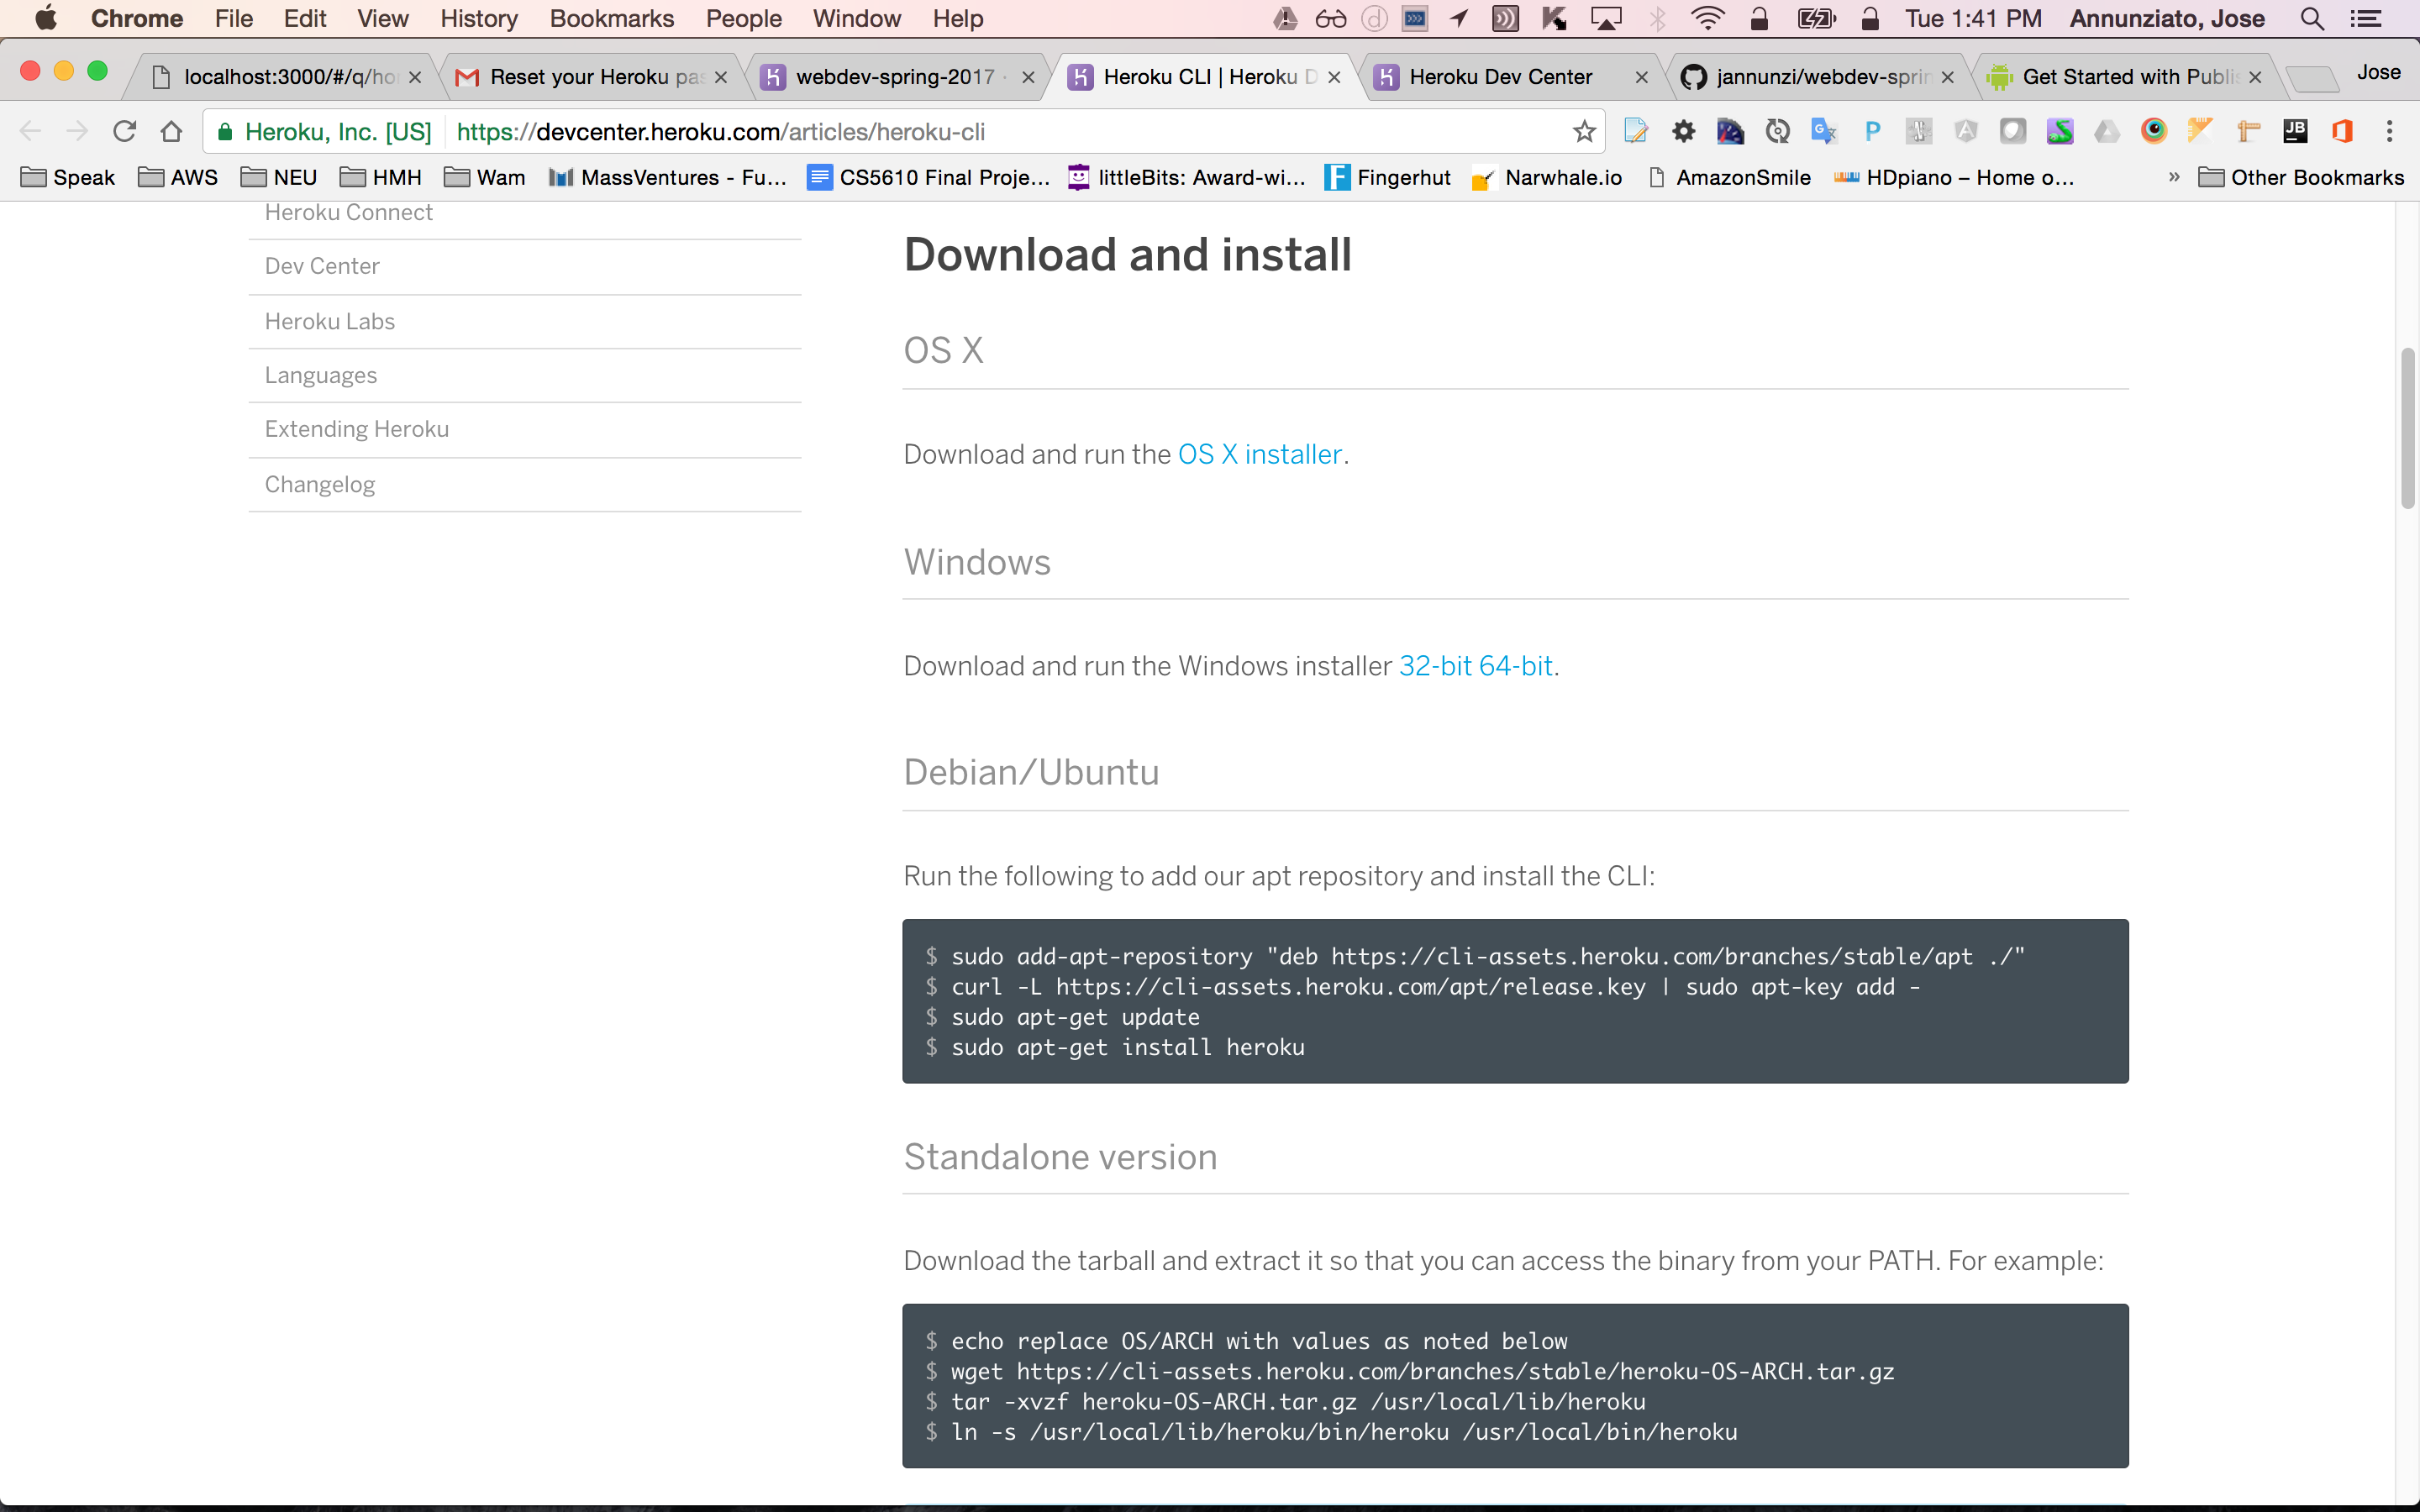 Chrome File Edit View History Bookmarks People Window Help Tue 1:41 PM Annunziato, Jose
localhost:3000/#/q/ho Reset your Heroku pas webdev-spring-2017 · Heroku CLI | Heroku D Heroku Dev Center jannunzi/webdev-sprin Get Started with Publis Jose
Heroku, Inc. [US] https://devcenter.heroku.com/articles/heroku-cli
Speak AWS NEU HMH Wam MassVentures - Fu... CS5610 Final Proje... littleBits: Award-wi... Fingerhut Narwhale.io AmazonSmile HDpiano – Home o... » Other Bookmarks
Heroku Connect
Dev Center
Heroku Labs
Languages
Extending Heroku
Changelog
Download and install
OS X
Download and run the OS X installer.
Windows
Download and run the Windows installer 32-bit 64-bit.
Debian/Ubuntu
Run the following to add our apt repository and install the CLI:
$ sudo add-apt-repository "deb https://cli-assets.heroku.com/branches/stable/apt ./"
$ curl -L https://cli-assets.heroku.com/apt/release.key | sudo apt-key add -
$ sudo apt-get update
$ sudo apt-get install heroku
Standalone version
Download the tarball and extract it so that you can access the binary from your PATH. For example:
$ echo replace OS/ARCH with values as noted below
$ wget https://cli-assets.heroku.com/branches/stable/heroku-OS-ARCH.tar.gz
$ tar -xvzf heroku-OS-ARCH.tar.gz /usr/local/lib/heroku
$ ln -s /usr/local/lib/heroku/bin/heroku /usr/local/bin/heroku